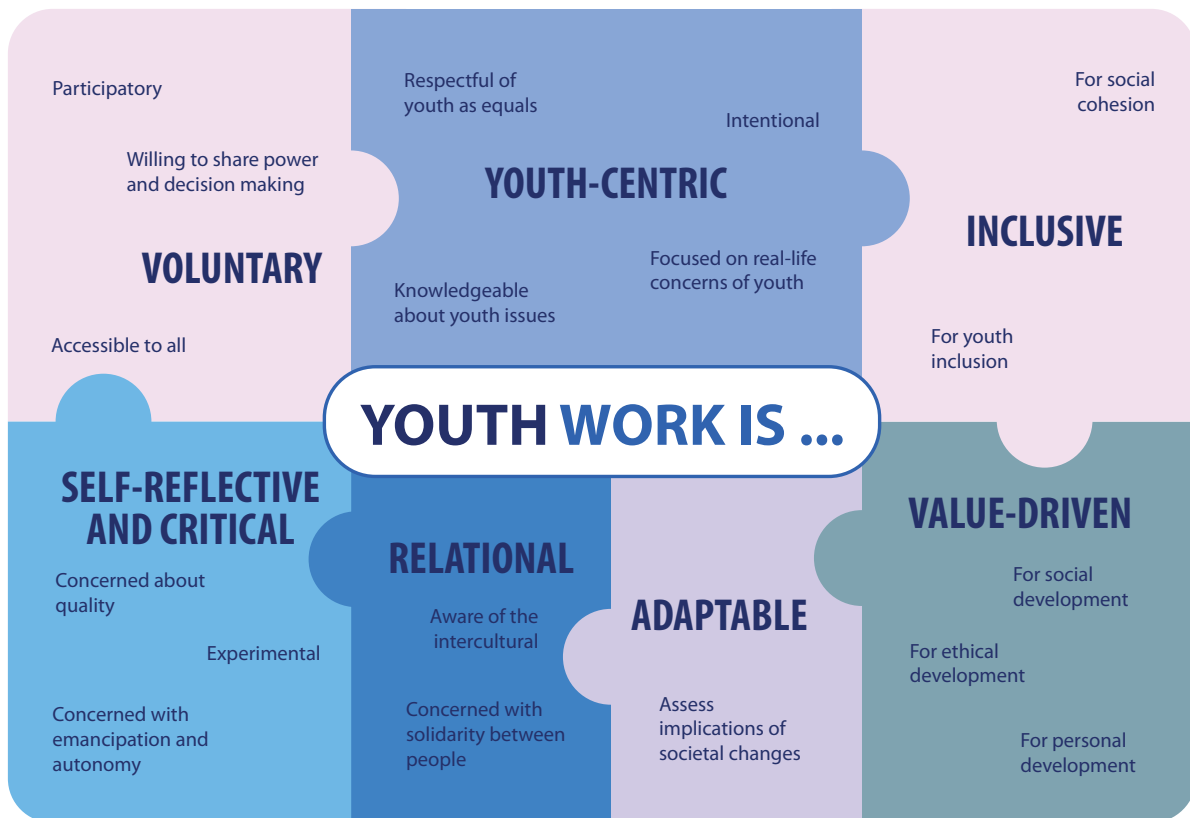 Participatory
Willing to share power
and decision making
VOLUNTARY
Accessible to all
Respectful of
youth as equals
Intentional
YOUTH-CENTRIC
Focused on real-life
concerns of youth
Knowledgeable
about youth issues
For social
cohesion
INCLUSIVE
For youth
inclusion
YOUTH WORK IS ...
SELF-REFLECTIVE
AND CRITICAL
Concerned about
quality
Experimental
Concerned with
emancipation and
autonomy
RELATIONAL
Aware of the
intercultural
Concerned with
solidarity between
people
ADAPTABLE
Assess
implications of
societal changes
VALUE-DRIVEN
For social
development
For ethical
development
For personal
development